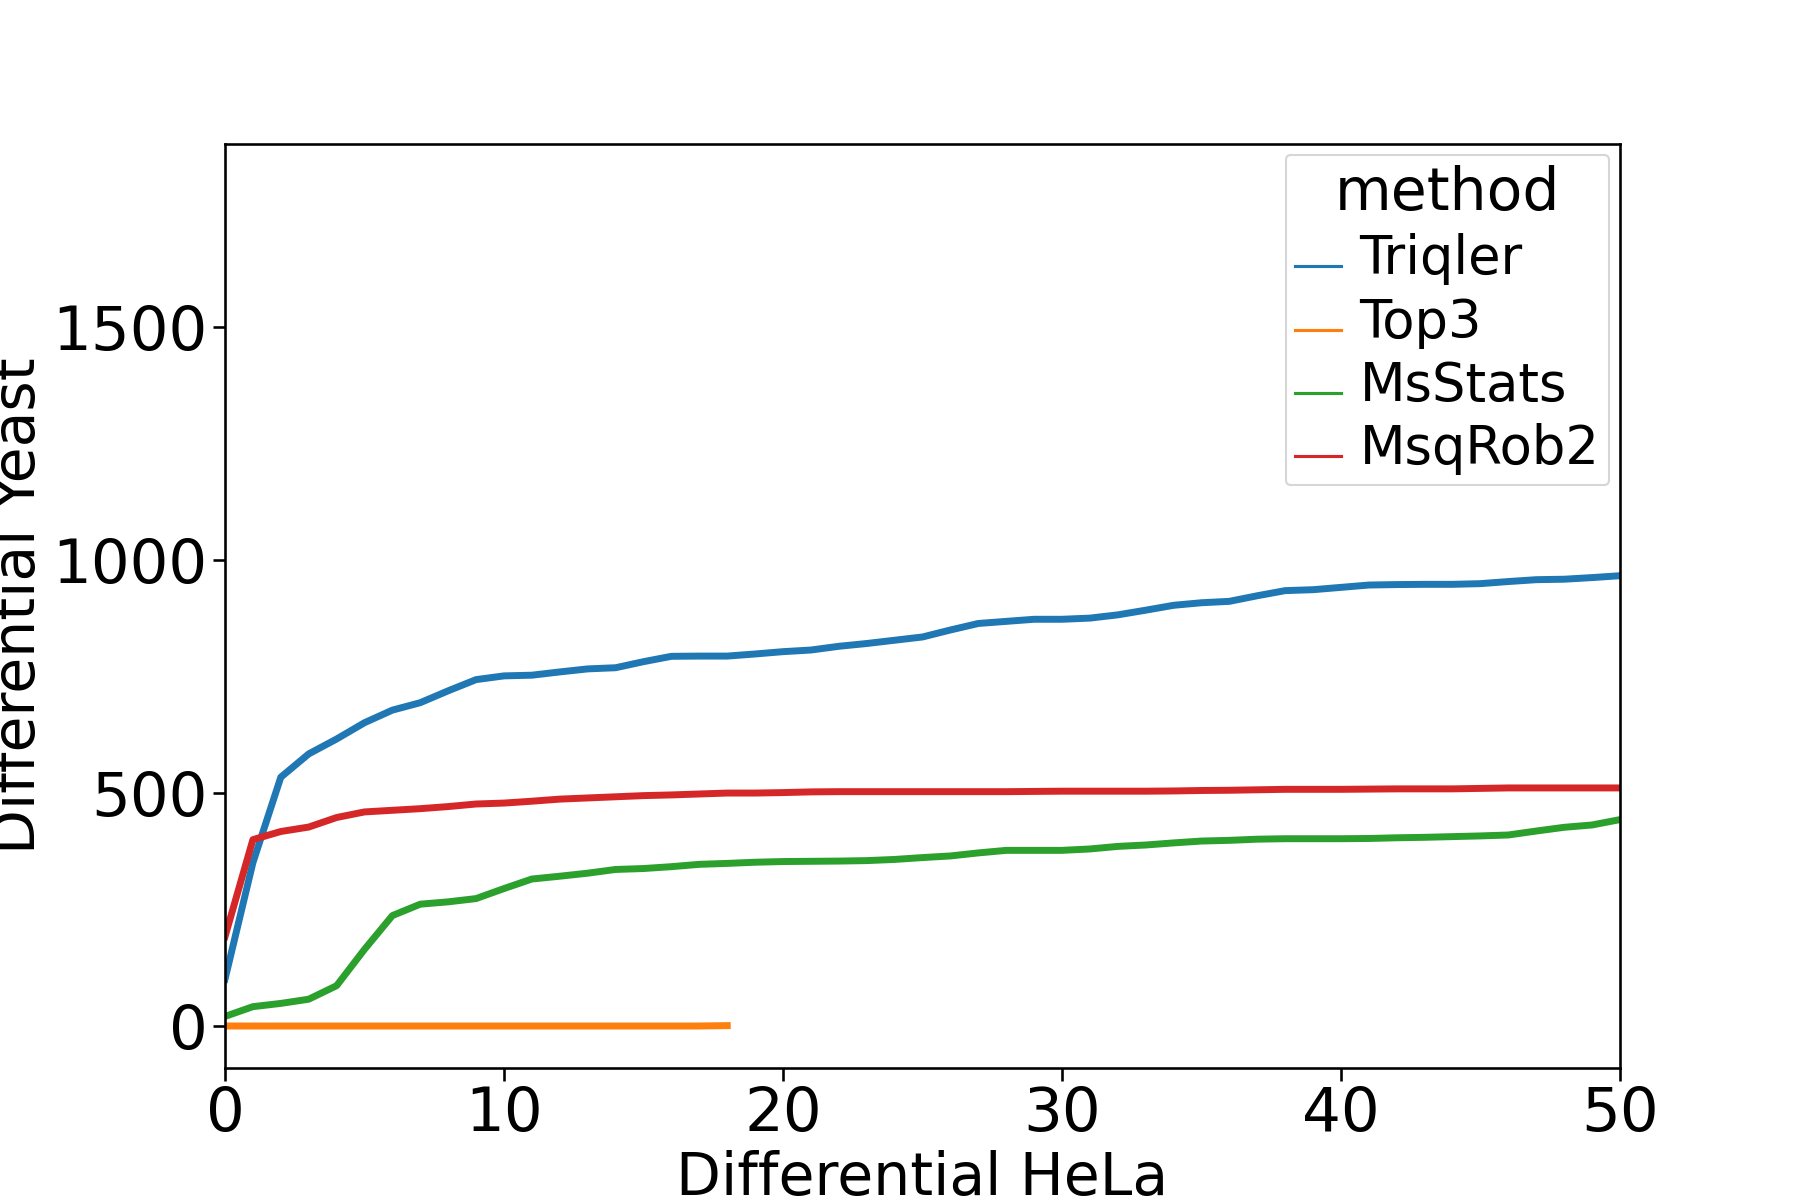 method
Triqler
Top3
MsStats
MsqRob2
1500
1000
500
0
Differential Yeast
0 10 20 30 40 50
Differential HeLa